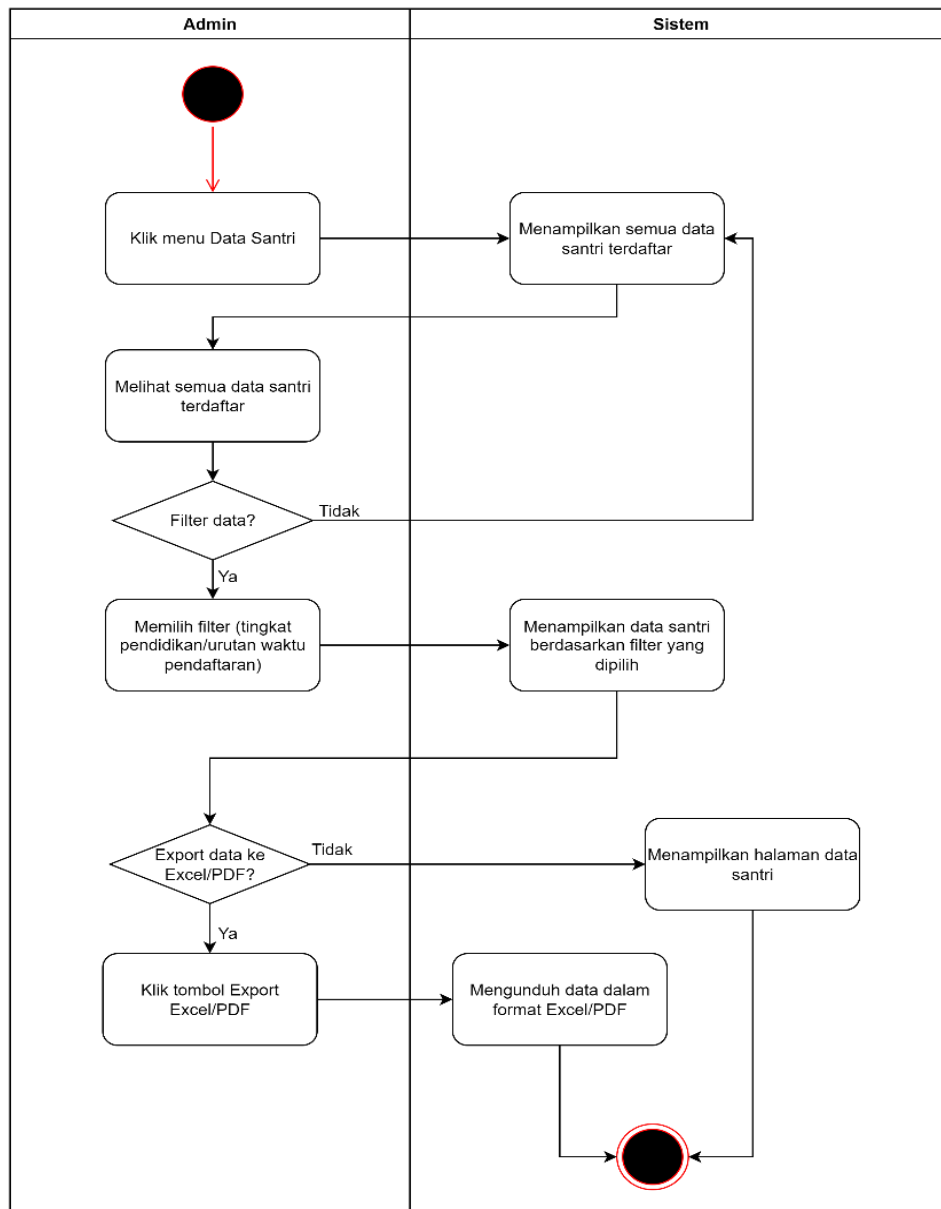 Admin
Sistem
Klik menu Data Santri
Menampilkan semua data
santri terdaftar
Melihat semua data santri
terdaftar
Filter data?
Tidak
Ya
Memilih filter (tingkat
pendidikan/urutan waktu
pendaftaran)
Menampilkan data santri
berdasarkan filter yang
dipilih
Export data ke
Excel/PDF?
Tidak
Menampilkan halaman data
santri
Ya
Klik tombol Export
Excel/PDF
Mengunduh data dalam
format Excel/PDF